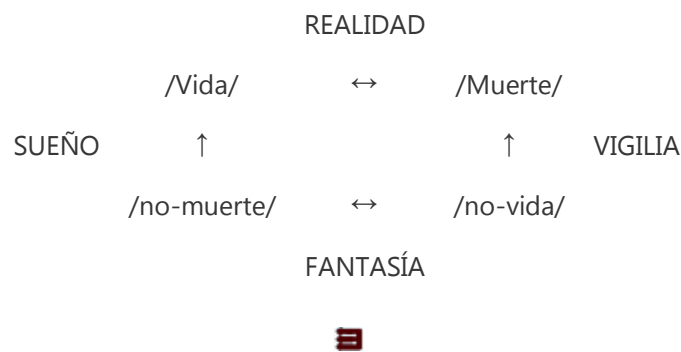 REALIDAD
/Vida/ ↔ /Muerte/
SUEÑO ↑ ↑ VIGILIA
/no-muerte/ ↔ /no-vida/
FANTASÍA